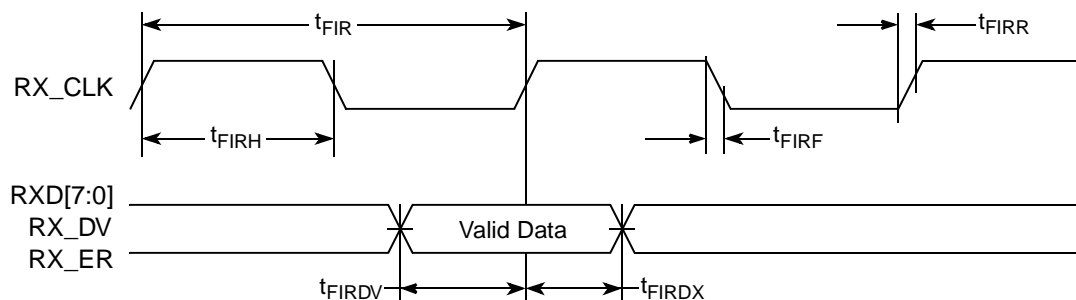 tFIR
tFIRR
RX_CLK
tFIRH
tFIRF
RXD[7:0]
RX_DV
Valid Data
RX_ER
tFIRDV
tFIRDX